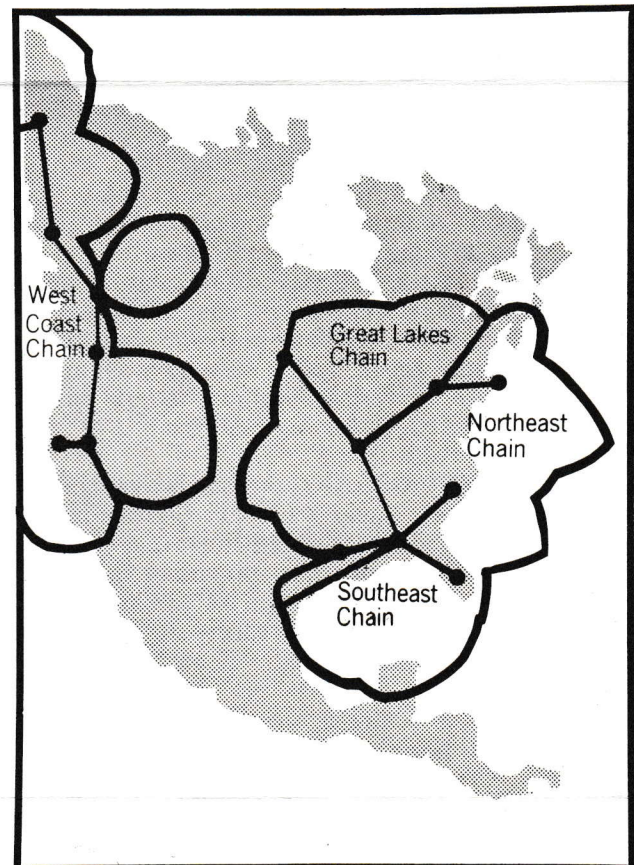 West
Coast
Chain
Great Lakes
Chain
Northeast
Chain
Southeast
Chain